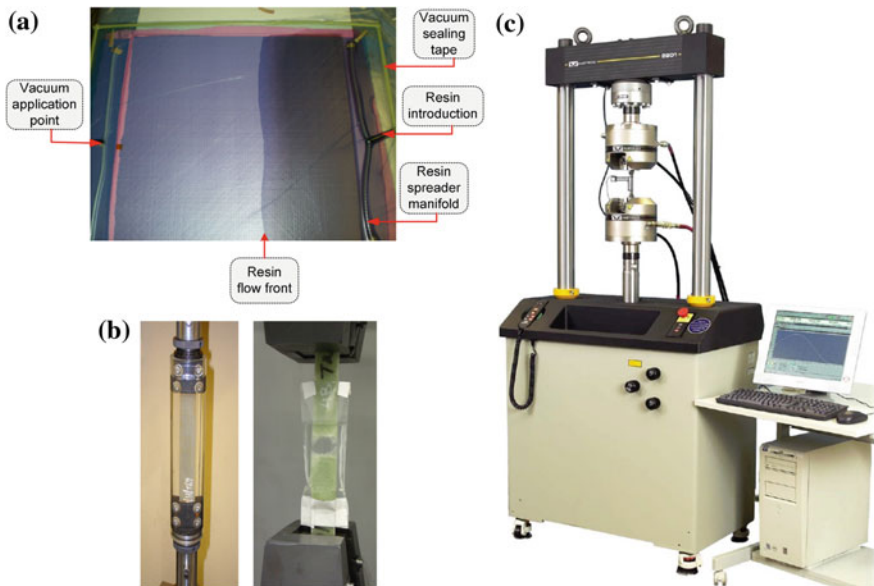 (a)
Vacuum
application
point
Vacuum
sealing
tape
Resin
introduction
Resin
spreader
manifold
Resin
flow front
(b)
(c)